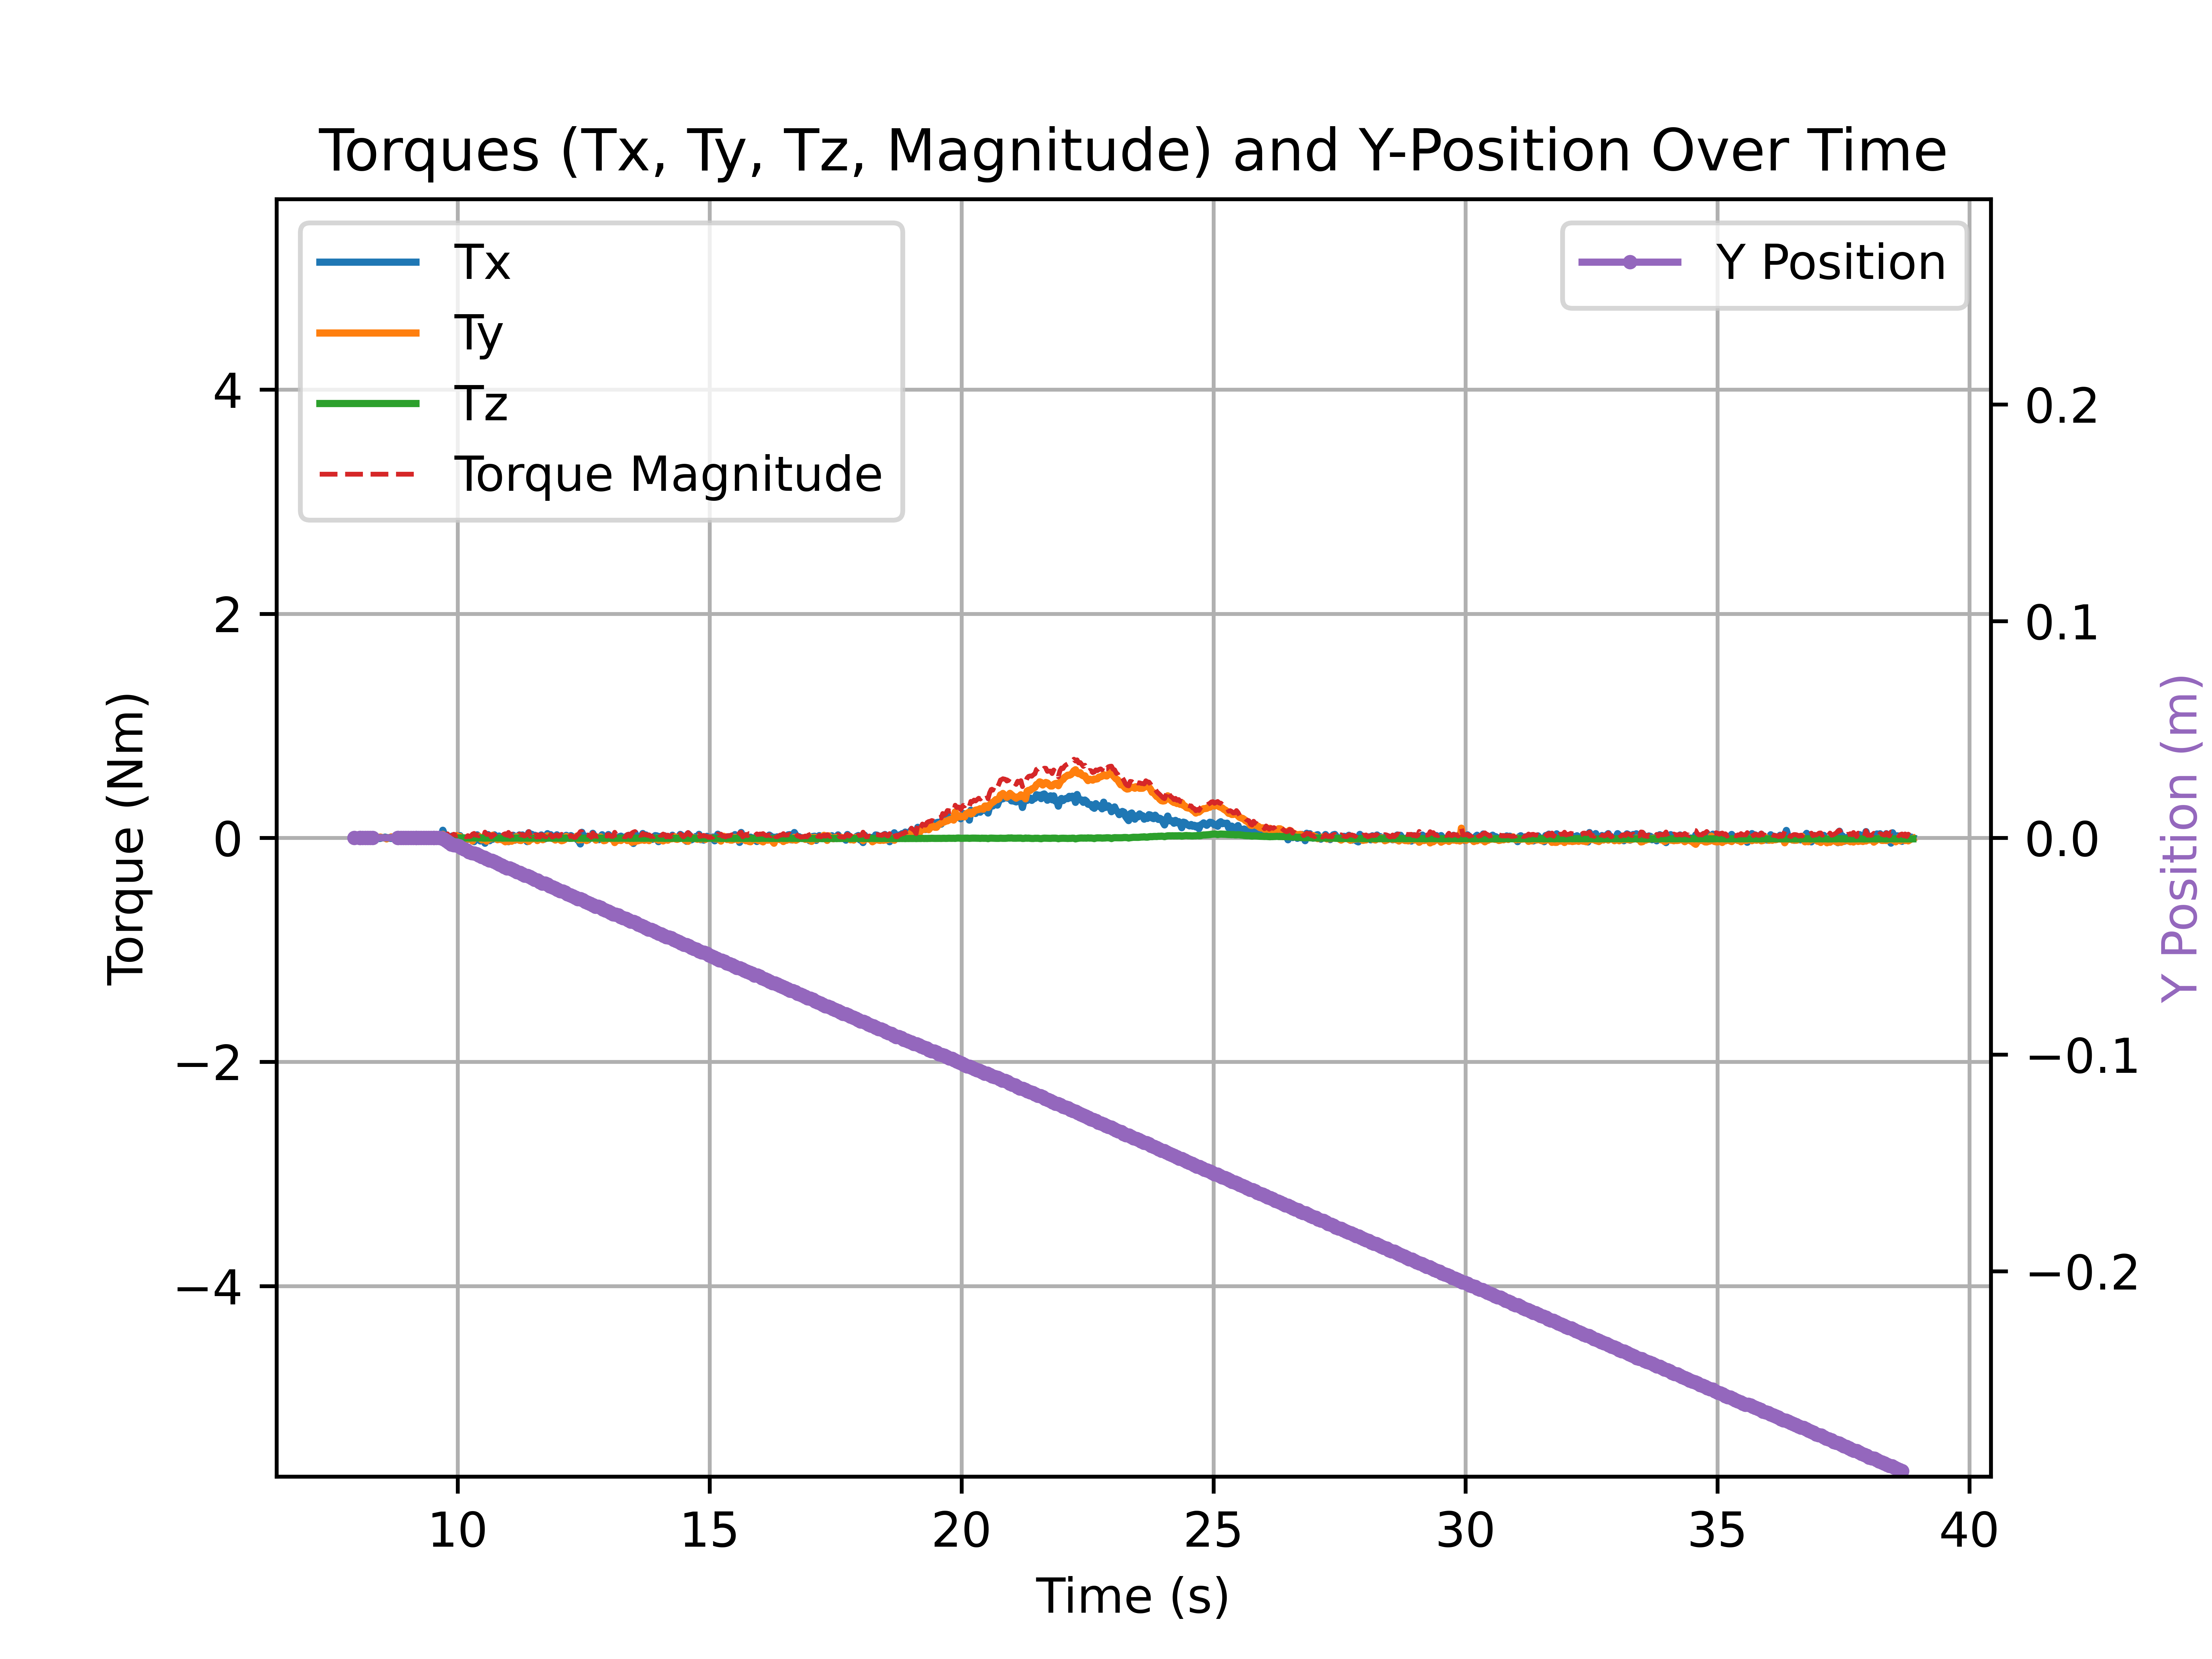 Torques (Tx, Ty, Tz, Magnitude) and Y-Position Over Time
Tx
Ty
Tz
Torque Magnitude
Y Position
4
2
0
−2
−4
Torque (Nm)
0.2
0.1
0.0
−0.1
−0.2
Y Position (m)
10 15 20 25 30 35 40
Time (s)